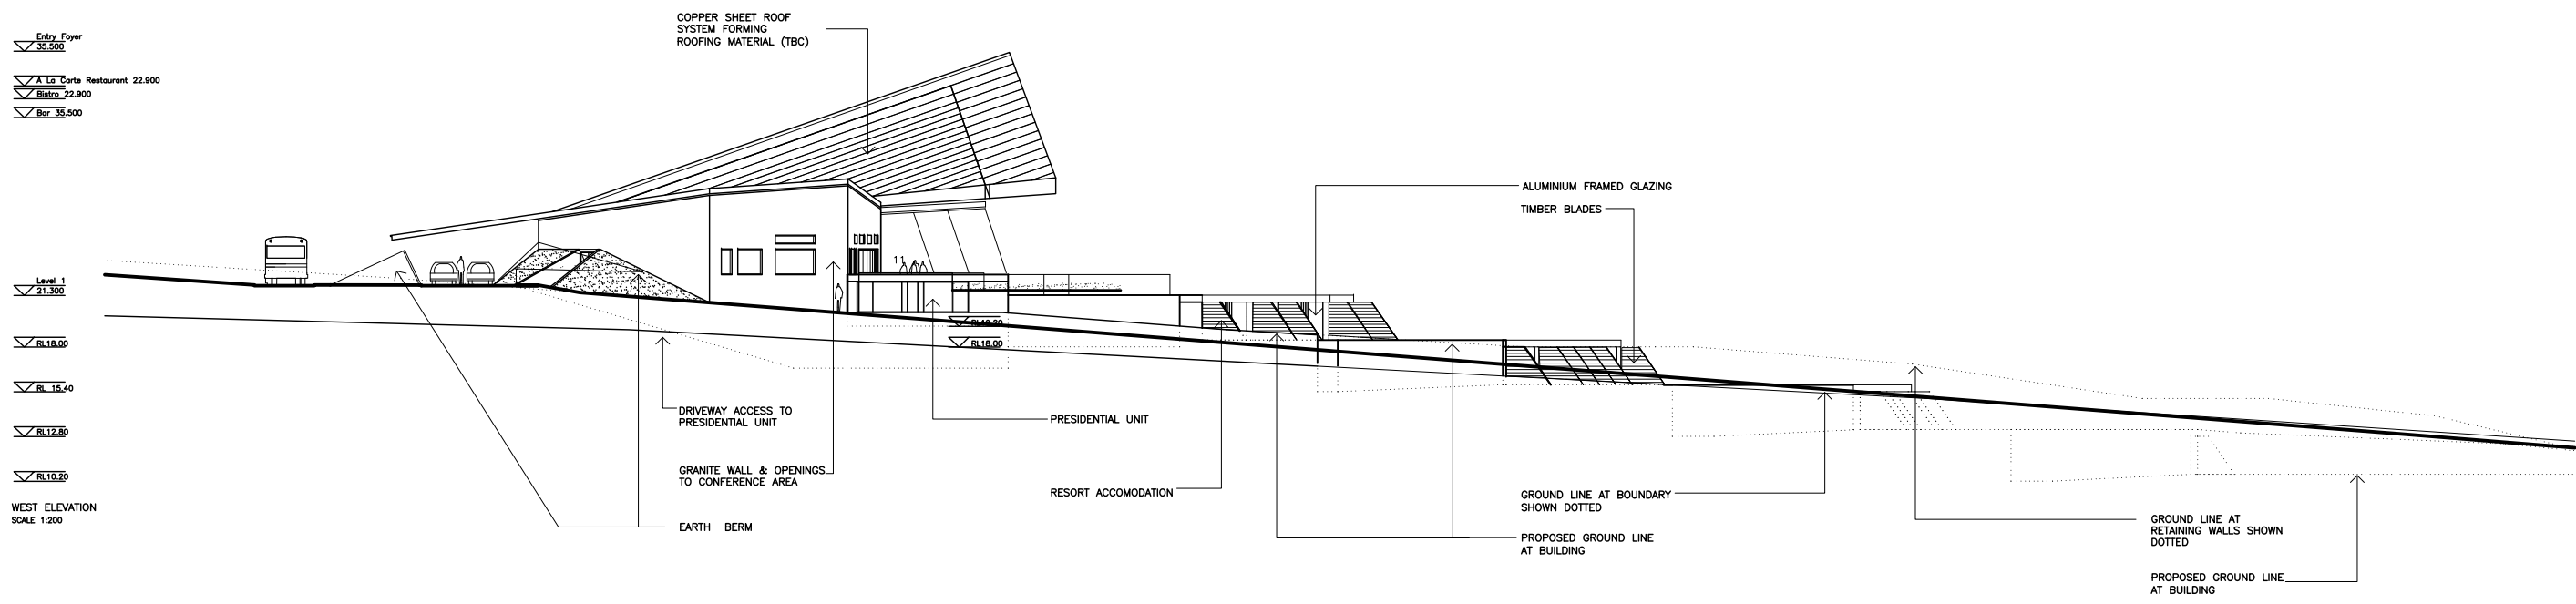 Entry Foyer
35.500
A La Carte Restaurant 22.900
Bistro 22.900
Bar 35.500
COPPER SHEET ROOF
SYSTEM FORMING
ROOFING MATERIAL (TBC)
ALUMINIUM FRAMED GLAZING
TIMBER BLADES
11
Level 1
21.300
RL18.00
RL 15.40
RL12.80
RL10.20
RL18.00
WEST ELEVATION
SCALE 1:200
DRIVEWAY ACCESS TO
PRESIDENTIAL UNIT
GRANITE WALL & OPENINGS
TO CONFERENCE AREA
EARTH BERM
PRESIDENTIAL UNIT
RESORT ACCOMODATION
GROUND LINE AT BOUNDARY
SHOWN DOTTED
PROPOSED GROUND LINE
AT BUILDING
GROUND LINE AT
RETAINING WALLS SHOWN
DOTTED
PROPOSED GROUND LINE
AT BUILDING